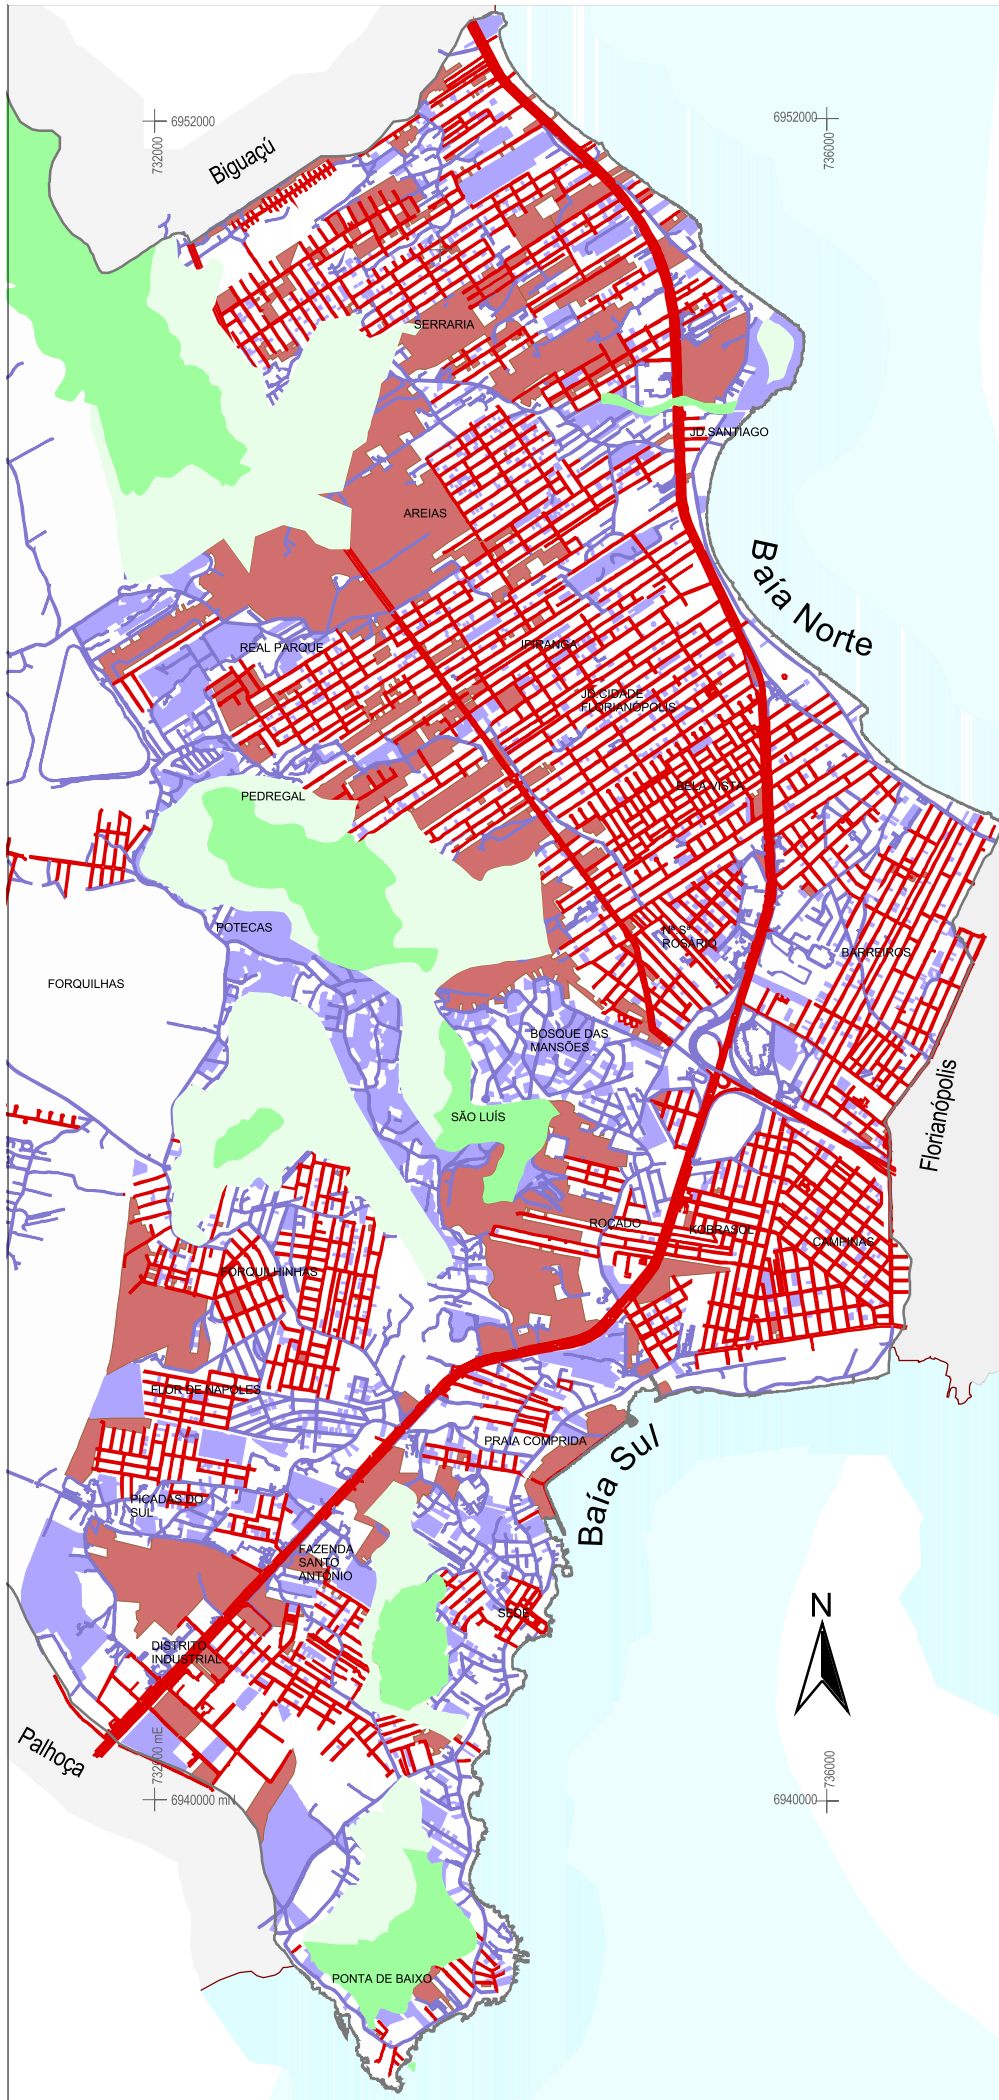 6952000
732000
6952000
736000
Biguaçú
SERRARIA
JD.SANTIAGO
AREIAS
Baía Norte
REAL PARQUE
IPIRANGA
JD.CIDADE
FLORIANÓPOLIS
BELA VISTA
PEDREGAL
POTECAS
Nª.Sª
ROSÁRIO
BARREIROS
FORQUILHAS
BOSQUE DAS
MANSÕES
Florianópolis
SÃO LUÍS
ROÇADO
KOBRASOL
CAMPINAS
FORQUILHINHAS
FLOR DE NAPOLES
PRAIA COMPRIDA
Baía Sul
PICADAS DO
SUL
FAZENDA
SANTO
ANTONIO
SEDE
N
DISTRITO
INDUSTRIAL
Palhoça
732000 mE
6940000 mN
736000
6940000
PONTA DE BAIXO